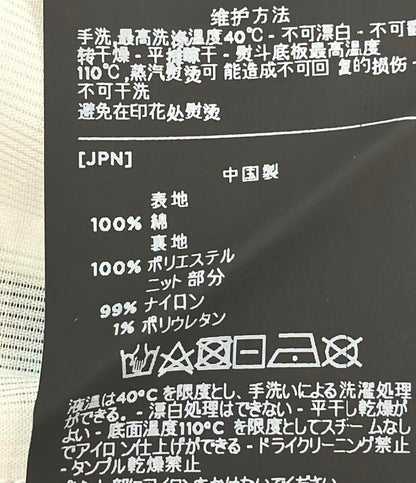 维护方法
手洗,最高洗涤温度40°C - 不可漂白 - 不可翻
转干燥 - 平摊晾干 - 熨斗底板最高温度
110°C,蒸汽熨烫可 能造成不可回 复的损伤 -
不可干洗
避免在印花处熨烫
[JPN]
中国製
表地
100% 綿
裏地
100% ポリエステル
ニット 部分
99% ナイロン
1% ポリウレタン
液温は40°C を限度とし、手洗いによる洗濯処理
ができる。 - 漂白処理はできない - 平干し乾燥が
よい - 底面温度110°C を限度としてスチームなし
でアイロン仕上げができる - ドライクリーニング禁止
- タンブル乾燥禁止